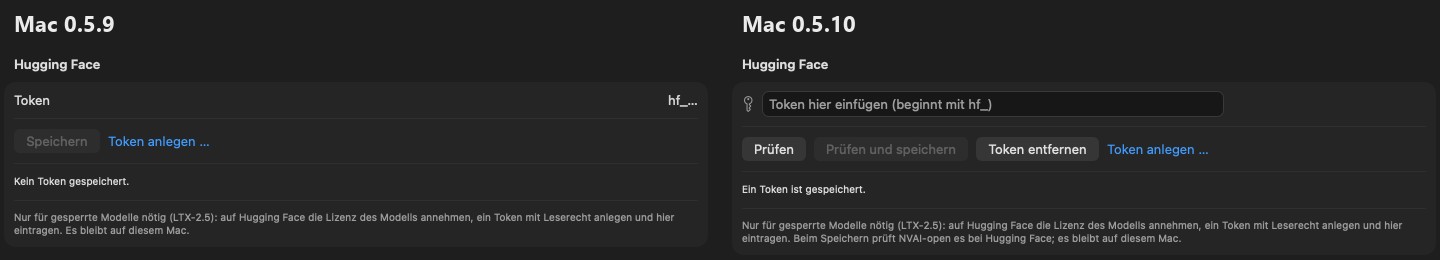 Mac 0.5.9
Hugging Face
Token
hf_...
Speichern
Token anlegen ...
Kein Token gespeichert.
Nur für gesperrte Modelle nötig (LTX-2.5): auf Hugging Face die Lizenz des Modells annehmen, ein Token mit Leserecht anlegen und hier
eintragen. Es bleibt auf diesem Mac.
Mac 0.5.10
Hugging Face
Token hier einfügen (beginnt mit hf_)
Prüfen
Prüfen und speichern
Token entfernen
Token anlegen ...
Ein Token ist gespeichert.
Nur für gesperrte Modelle nötig (LTX-2.5): auf Hugging Face die Lizenz des Modells annehmen, ein Token mit Leserecht anlegen und hier
eintragen. Beim Speichern prüft NVAI-open es bei Hugging Face; es bleibt auf diesem Mac.